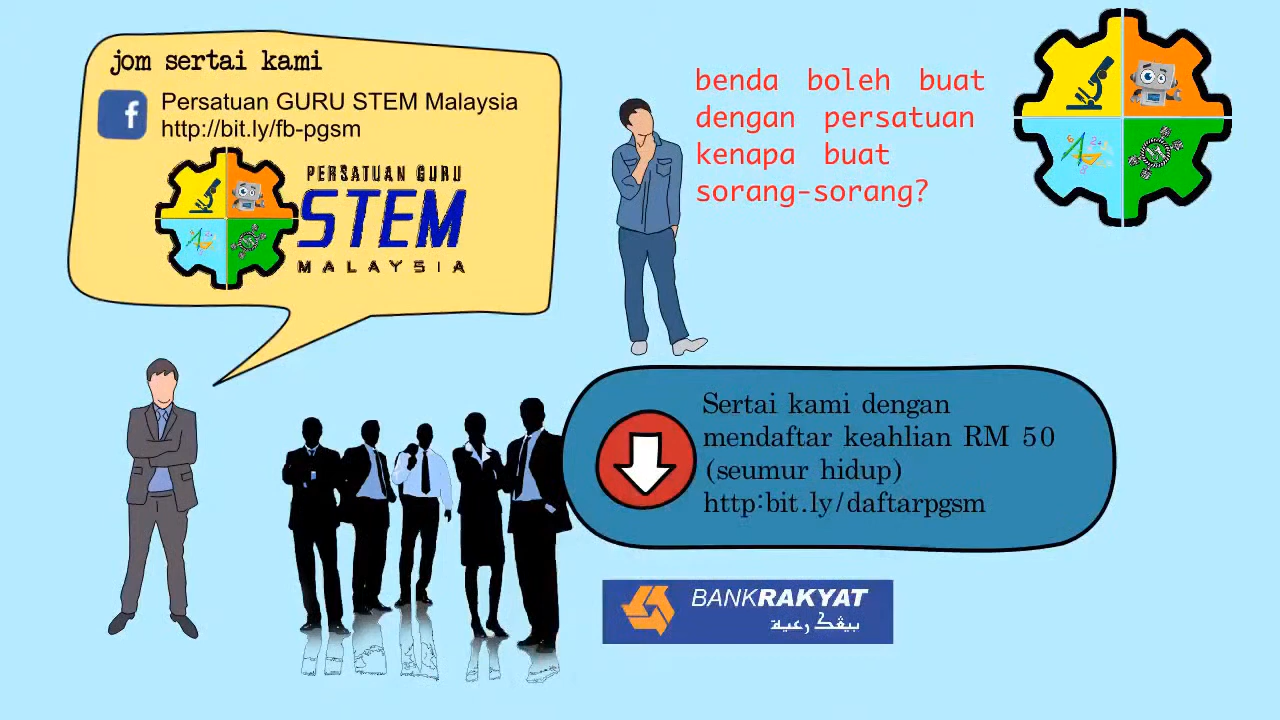 jom sertai kami
f
Persatuan GURU STEM Malaysia
http://bit.ly/fb-pgsm
PERSATUAN GURU
STEM
MALAYSIA
benda boleh buat
dengan persatuan
kenapa buat
sorang-sorang?
Sertai kami dengan
mendaftar keahlian RM 50
(seumur hidup)
http:bit.ly/daftarpgsm
BANKRAKYAT
بيڠک رعية